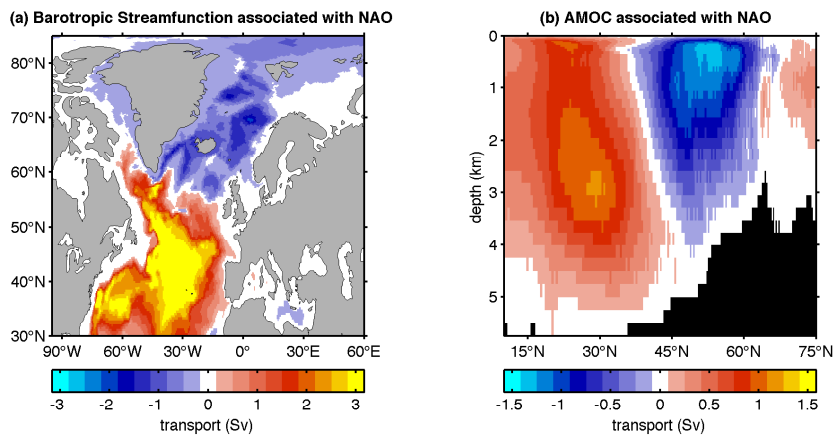 (a) Barotropic Streamfunction associated with NAO
80°N
70°N
60°N
50°N
40°N
30°N
90°W 60°W 30°W 0° 30°E 60°E
-3 -2 -1 0 1 2 3
transport (Sv)
(b) AMOC associated with NAO
depth (km)
0
1
2
3
4
5
15°N 30°N 45°N 60°N 75°N
-1.5 -1 -0.5 0 0.5 1 1.5
transport (Sv)